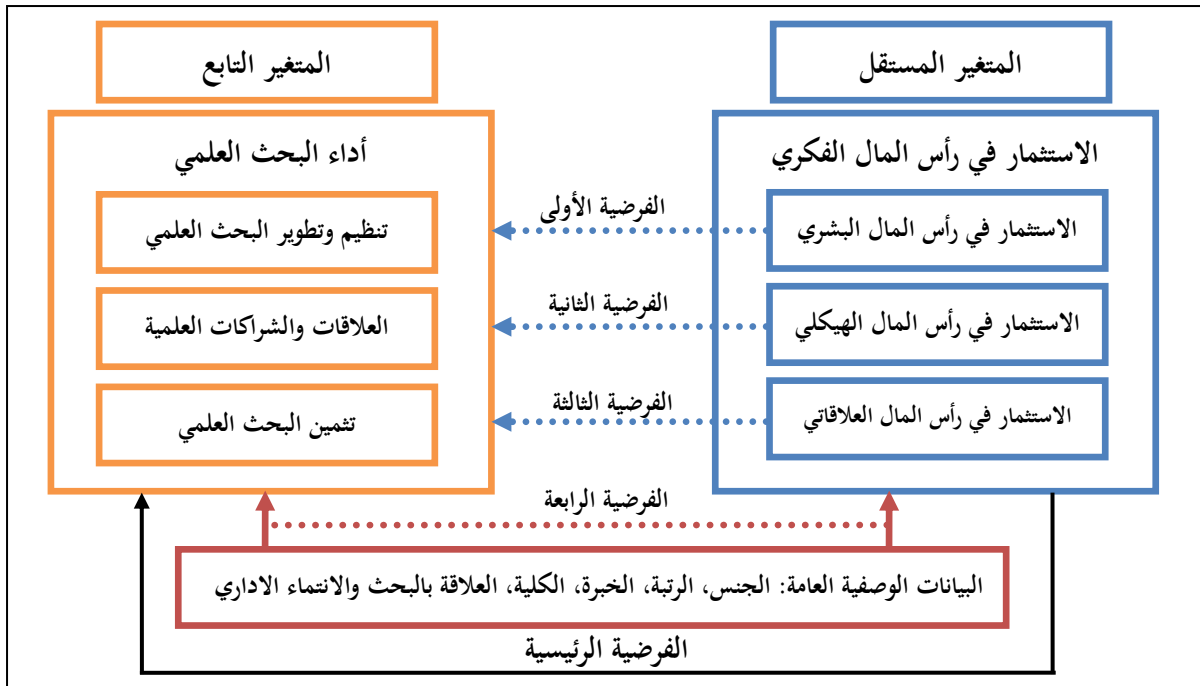 المتغير المستقل
المتغير التابع
الاستثمار في رأس المال الفكري
أداء البحث العلمي
الاستثمار في رأس المال البشري
الفرضية الأولى
تنظيم وتطوير البحث العلمي
الاستثمار في رأس المال الهيكلي
الفرضية الثانية
العلاقات والشراكات العلمية
الاستثمار في رأس المال العلاقاتي
الفرضية الثالثة
تثمين البحث العلمي
الفرضية الرابعة
البيانات الوصفية العامة: الجنس، الرتبة، الخبرة، الكلية، العلاقة بالبحث والانتماء الاداري
الفرضية الرئيسية